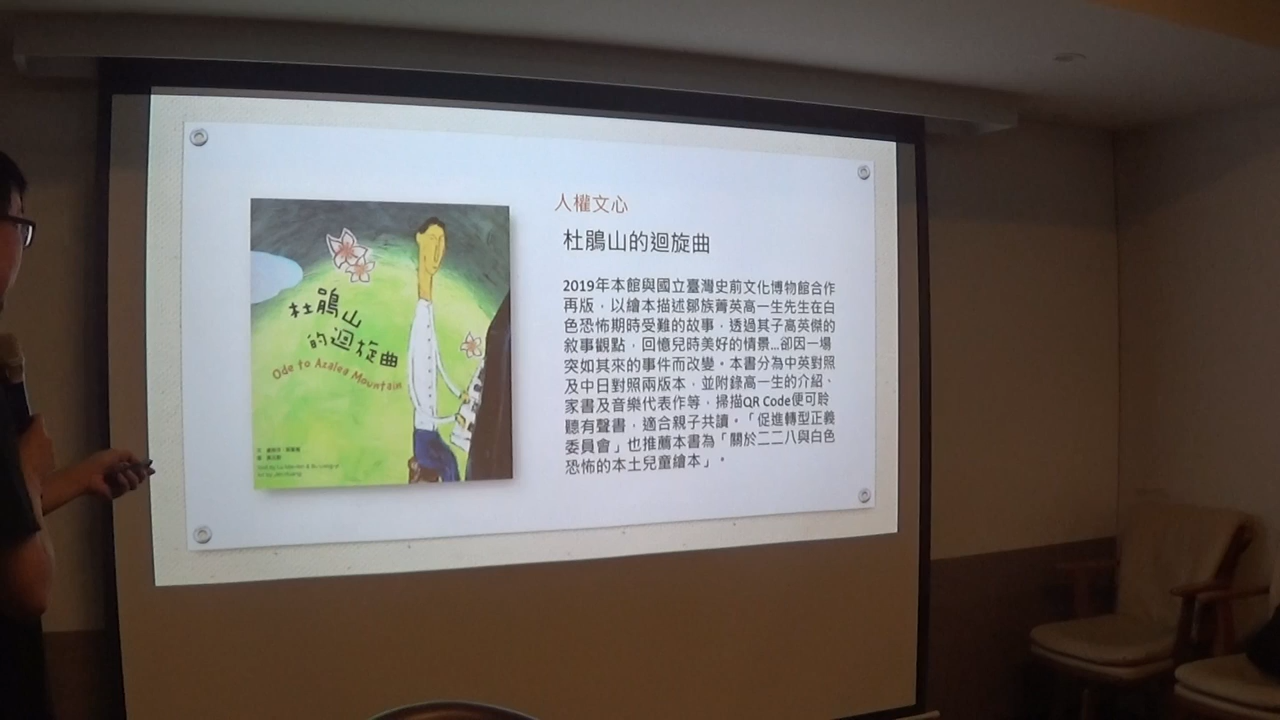 人權文心
杜鵑山的迴旋曲
2019年本館與國立臺灣史前文化博物館合作
再版，以繪本描述鄒族菁英高一生先生在白
色恐怖期時受難的故事，透過其子高英傑的
敘事觀點，回憶兒時美好的情景...卻因一場
突如其來的事件而改變。本書分為中英對照
及中日對照兩版本，並附錄高一生的介紹、
家書及音樂代表作等，掃描QR Code便可聆
聽有聲書，適合親子共讀。「促進轉型正義
委員會」也推薦本書為「關於二二八與白色
恐怖的本土兒童繪本」。
杜鵑山
的迴旋曲
Ode to Azalea Mountain